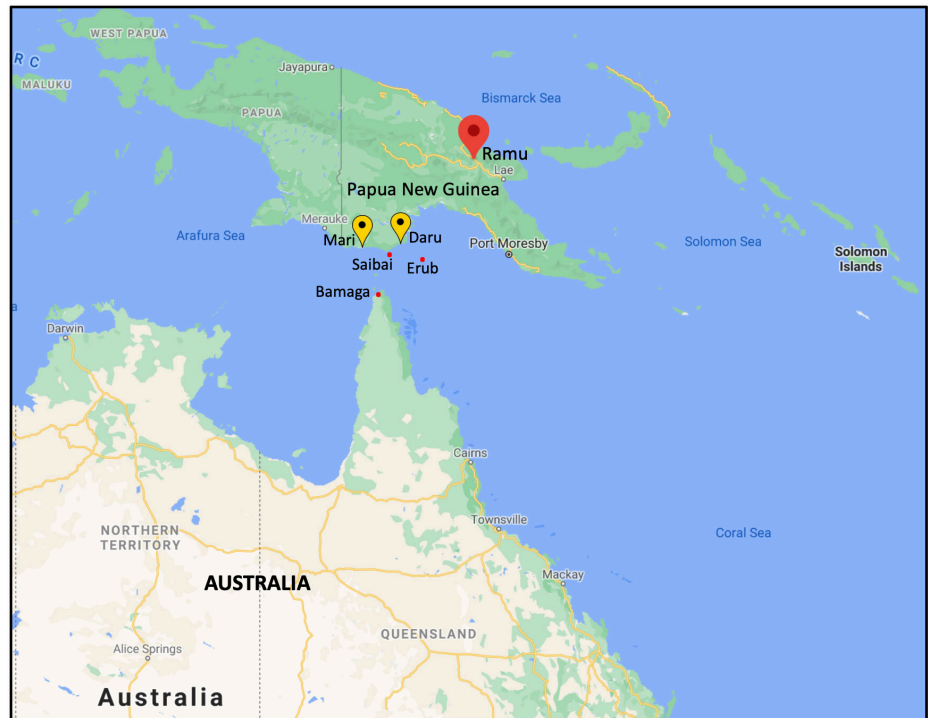 WEST PAPUA
R C
MALUKU
Jayapura
Bismarck Sea
PAPUA
Ramu
Lae
Papua New Guinea
Merauke
Arafura Sea
Mari
Daru
Port Moresby
Solomon Sea
Solomon
Islands
Saibai
Erub
Bamaga
a
Darwin
Cairns
Townsville
NORTHERN
TERRITORY
Coral Sea
Mackay
AUSTRALIA
QUEENSLAND
Alice Springs
Australia